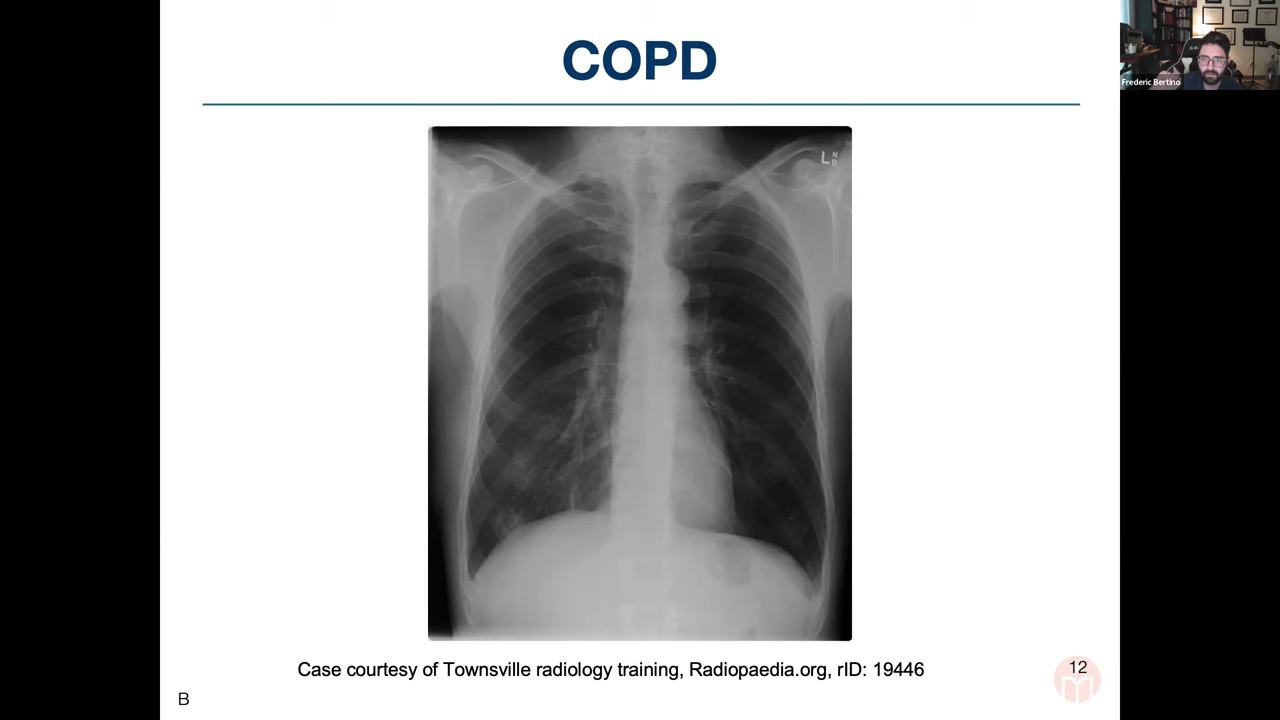 COPD
Frederic Bertino
L N
B
Case courtesy of Townsville radiology training, Radiopaedia.org, rID: 19446
12
B